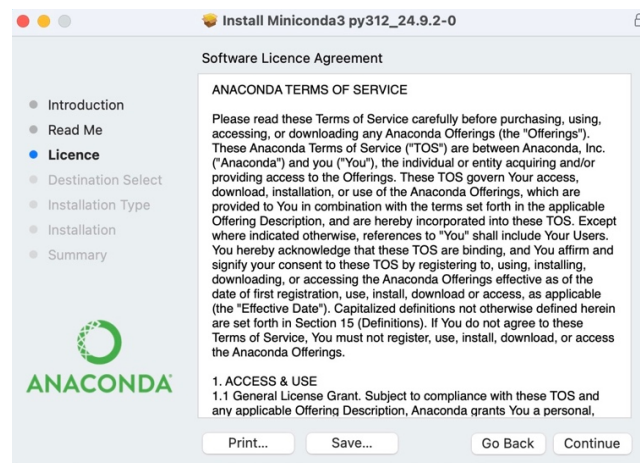 Install Miniconda3 py312_24.9.2-0
Software Licence Agreement
Introduction
Read Me
Licence
Destination Select
Installation Type
Installation
Summary
ANACONDA
ANACONDA TERMS OF SERVICE
Please read these Terms of Service carefully before purchasing, using,
accessing, or downloading any Anaconda Offerings (the "Offerings").
These Anaconda Terms of Service ("TOS") are between Anaconda, Inc.
("Anaconda") and you ("You"), the individual or entity acquiring and/or
providing access to the Offerings. These TOS govern Your access,
download, installation, or use of the Anaconda Offerings, which are
provided to You in combination with the terms set forth in the applicable
Offering Description, and are hereby incorporated into these TOS. Except
where indicated otherwise, references to "You" shall include Your Users.
You hereby acknowledge that these TOS are binding, and You affirm and
signify your consent to these TOS by registering to, using, installing,
downloading, or accessing the Anaconda Offerings effective as of the
date of first registration, use, install, download or access, as applicable
(the "Effective Date"). Capitalized definitions not otherwise defined herein
are set forth in Section 15 (Definitions). If You do not agree to these
Terms of Service, You must not register, use, install, download, or access
the Anaconda Offerings.
1. ACCESS & USE
1.1 General License Grant. Subject to compliance with these TOS and
any applicable Offering Description, Anaconda grants You a personal,
Print...
Save...
Go Back
Continue